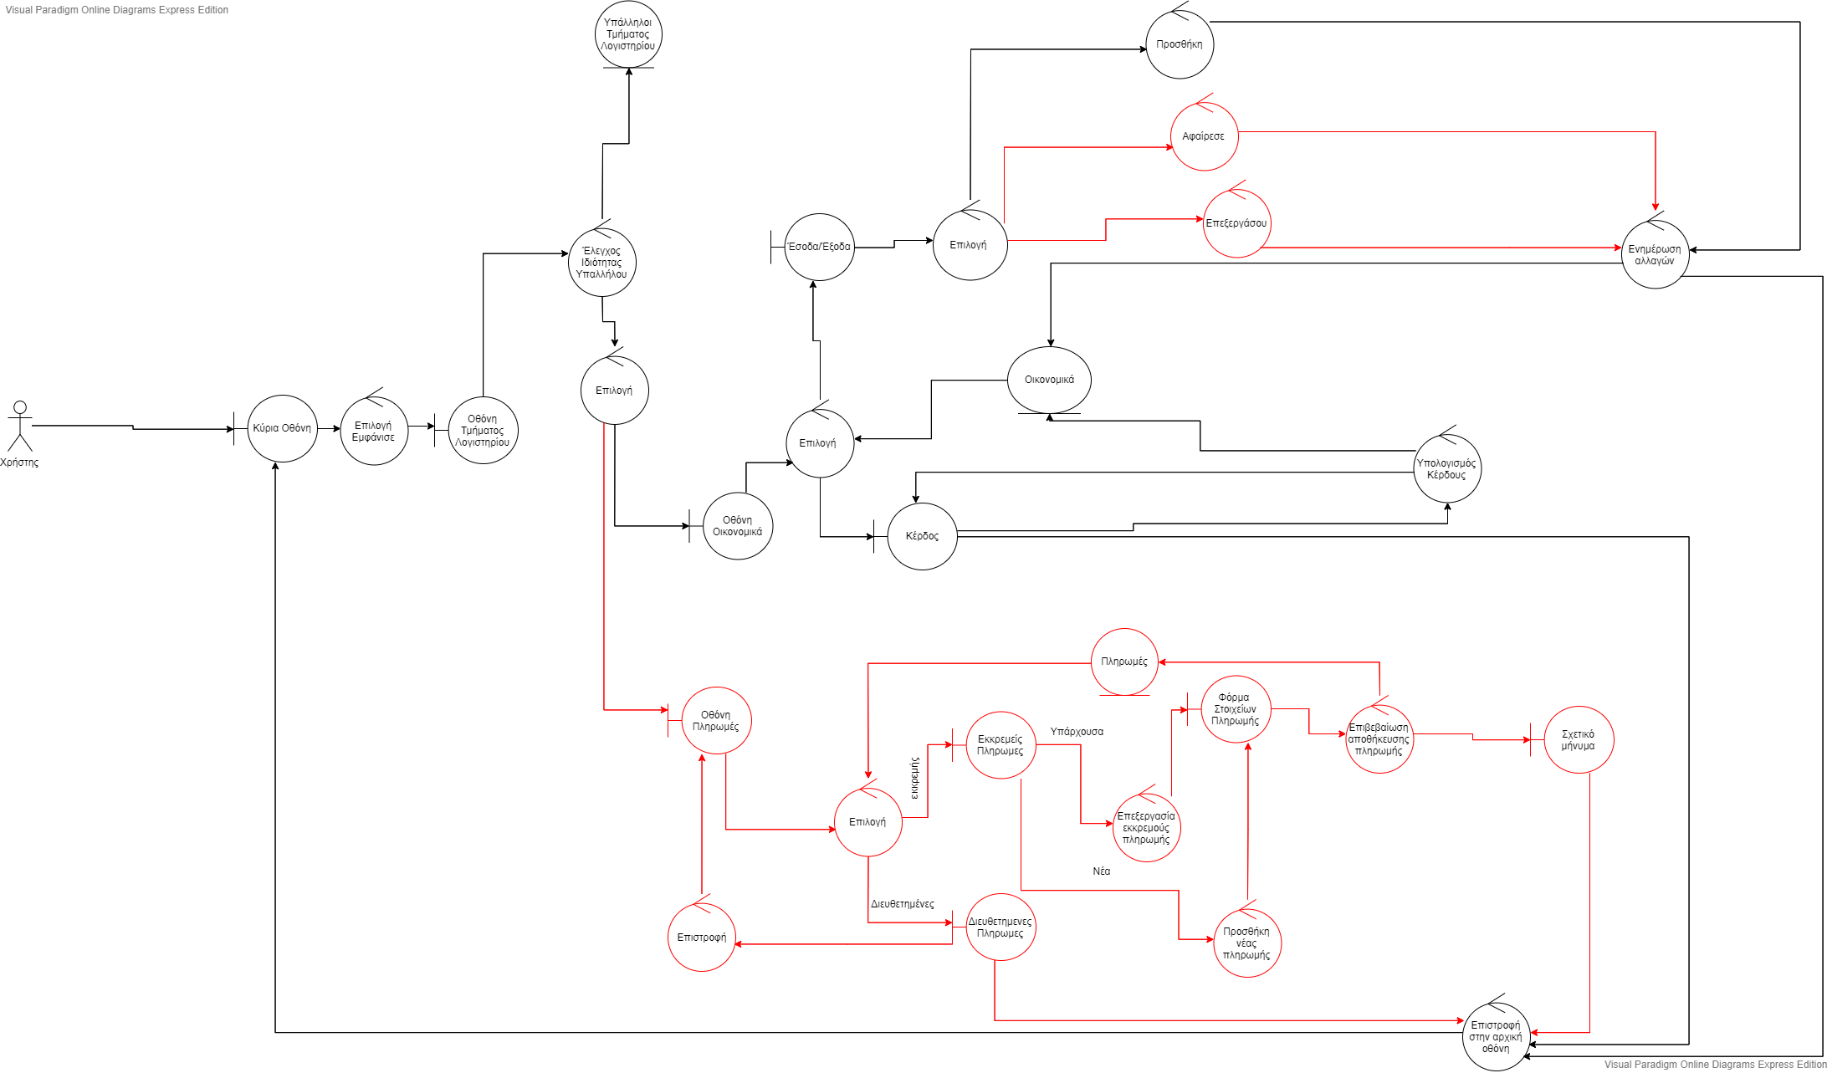 Visual Paradigm Online Diagrams Express Edition
Υπάλληλοι
Τμήματος
Λογιστηρίου
Προσθήκη
Αφαίρεσε
Επεξεργάσου
Έσοδα/Έξοδα
Επιλογή
Ενημέρωση
αλλαγών
Έλεγχος
Ιδιότητας
Υπαλλήλου
Επιλογή
Οικονομικά
Χρήστης
Κύρια Οθόνη
Επιλογή
Εμφάνισε
Οθόνη
Τμήματος
Λογιστηρίου
Επιλογή
Υπολογισμός
Κέρδους
Οθόνη
Οικονομικά
Κέρδος
Πληρωμές
Οθόνη
Πληρωμές
Εκκρεμείς
Πληρωμες
Υπάρχουσα
Φόρμα
Στοιχείων
Πληρωμής
Επιβεβαίωση
αποθήκευσης
πληρωμής
Σχετικό
μήνυμα
εκκρεμής
Επιλογή
Επεξεργασία
εκκρεμούς
πληρωμής
Νέα
Διευθετημένες
Επιστροφή
Διευθετημενες
Πληρωμες
Προσθήκη
νέας
πληρωμής
Επιστροφή
στην αρχική
οθόνη
Visual Paradigm Online Diagrams Express Edition